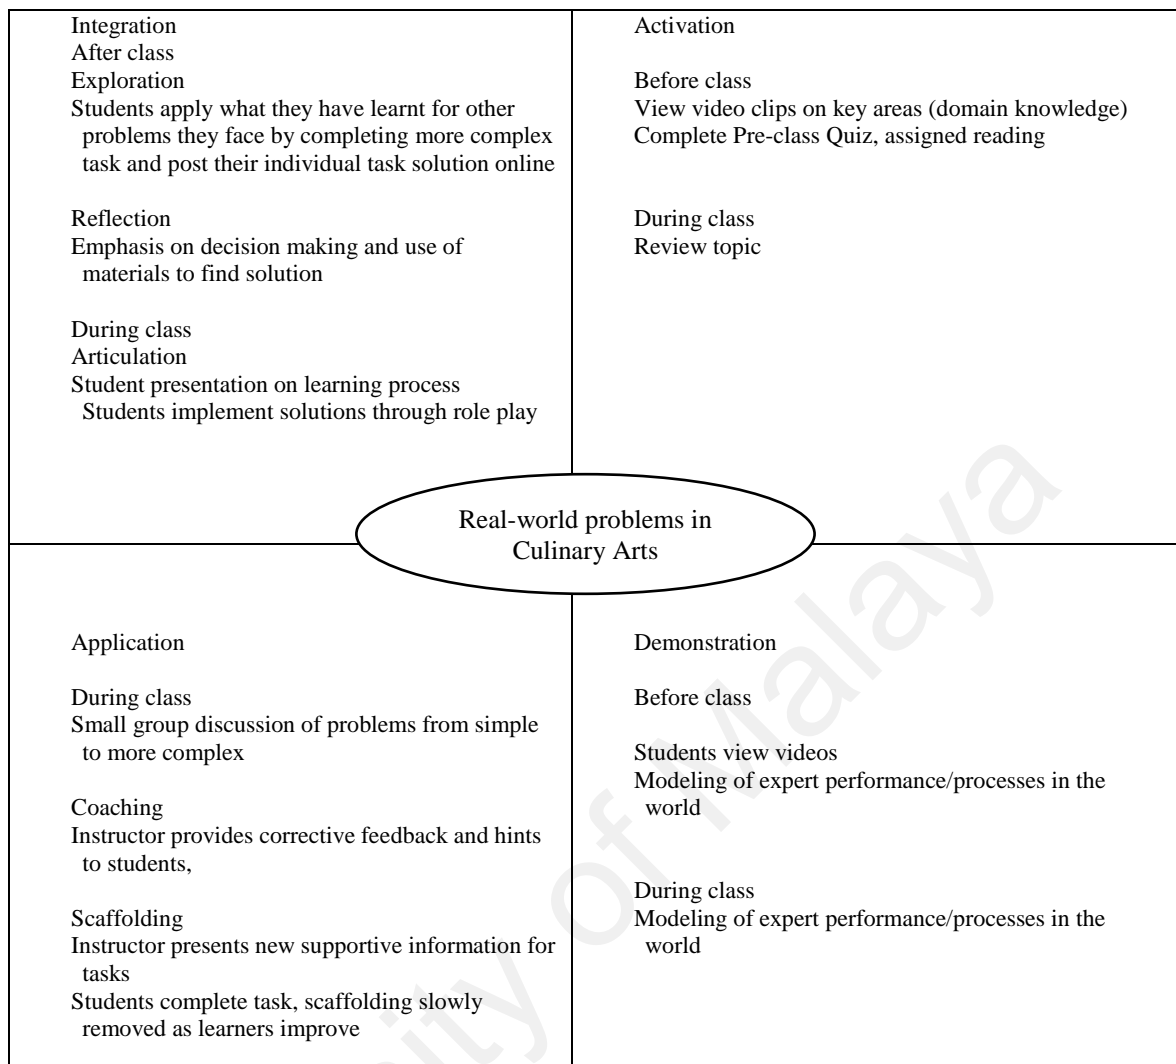 Integration
After class
Exploration
Students apply what they have learnt for other
problems they face by completing more complex
task and post their individual task solution online
Reflection
Emphasis on decision making and use of
materials to find solution
During class
Articulation
Student presentation on learning process
Students implement solutions through role play
Activation
Before class
View video clips on key areas (domain knowledge)
Complete Pre-class Quiz, assigned reading
During class
Review topic
Real-world problems in
Culinary Arts
Application
During class
Small group discussion of problems from simple
to more complex
Coaching
Instructor provides corrective feedback and hints
to students,
Scaffolding
Instructor presents new supportive information for
tasks
Students complete task, scaffolding slowly
removed as learners improve
Demonstration
Before class
Students view videos
Modeling of expert performance/processes in the
world
During class
Modeling of expert performance/processes in the
world
ity of Malaya